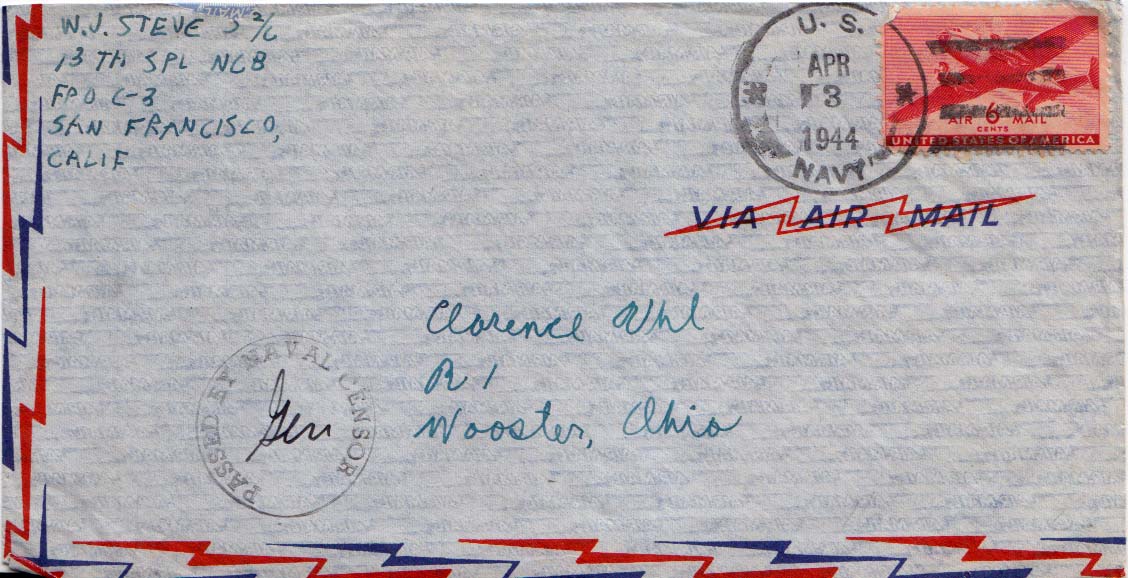 W.J. STEVE S 2/C
13 TH SPL NCB
FPO C-3
SAN FRANCISCO,
CALIF
U. S.
APR
3
1944
NAVY
AIR 6 MAIL
CENTS
UNITED STATES OF AMERICA
VIA AIR MAIL
Clarence Uhl
R 1
Wooster, Ohio
PASSED BY NAVAL CENSOR